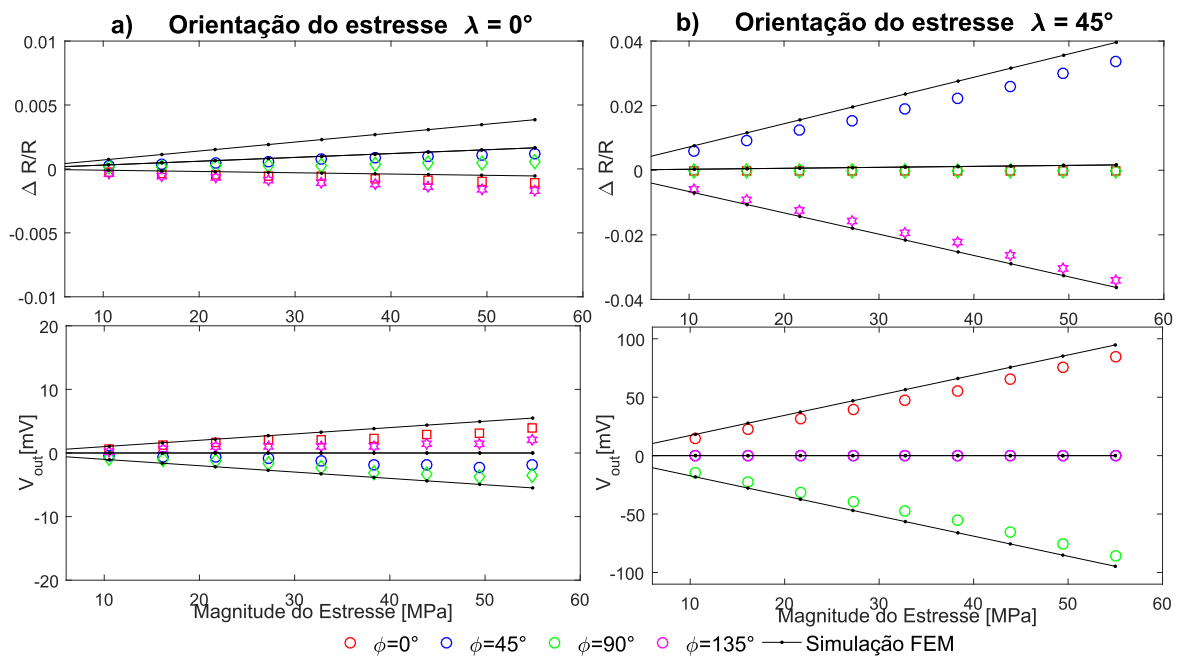 a) Orientação do estresse λ = 0°
b) Orientação do estresse λ = 45°
0.01
0.005
0
-0.005
-0.01
Δ R/R
10 20 30 40 50 60
0.04
0.02
0
-0.02
-0.04
Δ R/R
10 20 30 40 50 60
20
10
0
-10
-20
V out [mV]
10 20 30 40 50 60
Magnitude do Estresse [MPa]
100
50
0
-50
-100
V out [mV]
10 20 30 40 50 60
Magnitude do Estresse [MPa]
ϕ=0° ϕ=45° ϕ=90° ϕ=135° Simulação FEM